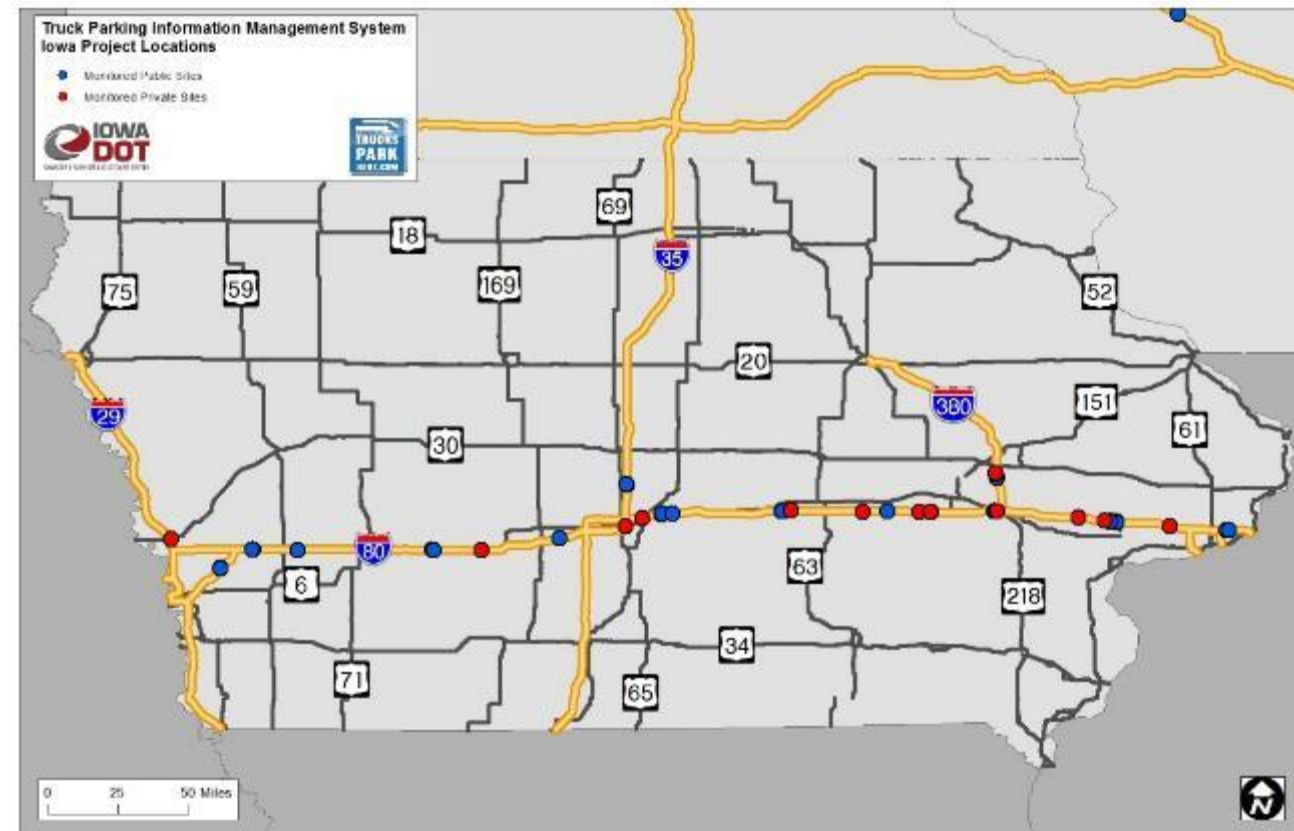 Truck Parking Information Management System
Iowa Project Locations
Monitored Public Sites
Monitored Private Sites
IOWA
DOT
TRUCKS
PARK
HERE.COM
69
18
35
75
59
169
52
20
29
380
151
30
61
80
6
63
218
34
71
65
0 25 50 Miles
N